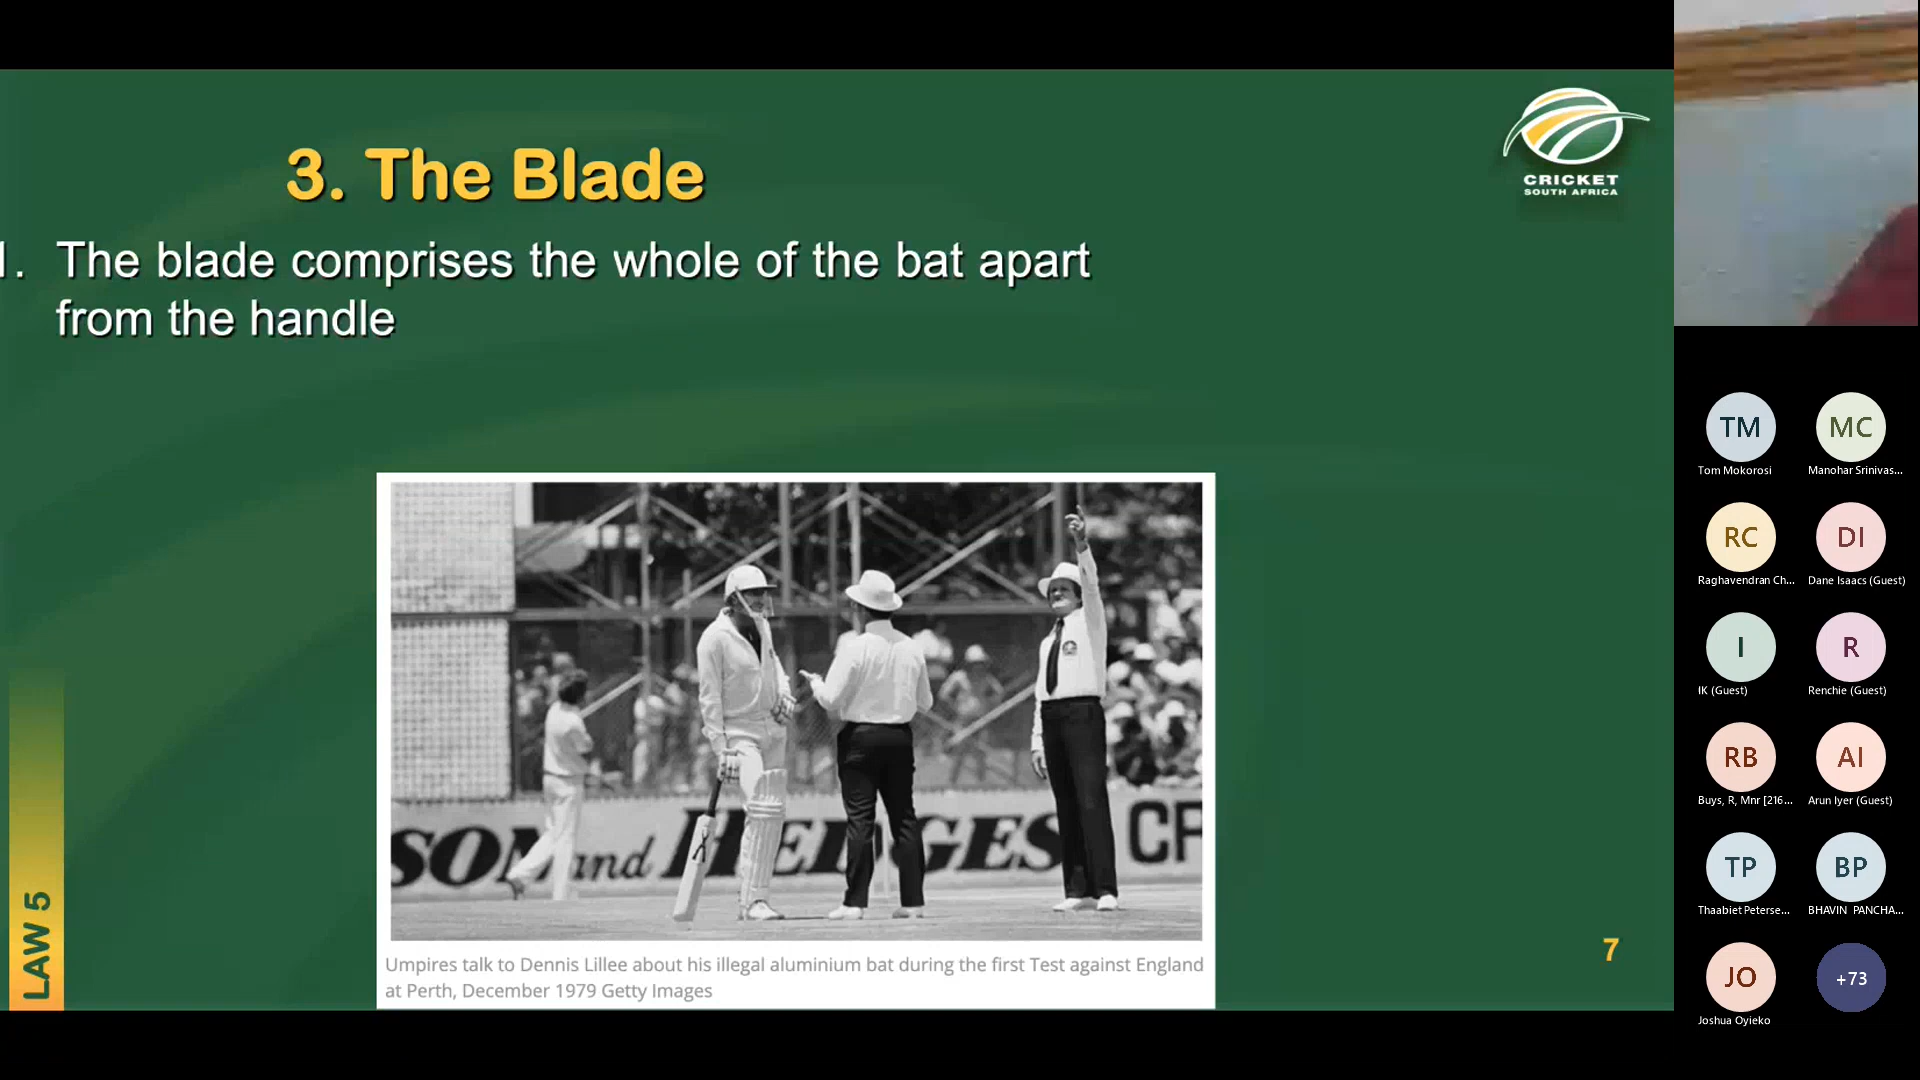 3. The Blade
CRICKET
SOUTH AFRICA
1. The blade comprises the whole of the bat apart
from the handle
SON and HEDGES CR
Umpires talk to Dennis Lillee about his illegal aluminium bat during the first Test against England
at Perth, December 1979 Getty Images
LAW 5
7
TM MC
Tom Mokorosi Manohar Srinivas...
RC DI
Raghavendran Ch... Dane Isaacs (Guest)
I R
IK (Guest) Renchie (Guest)
RB AI
Buys, R, Mnr [216... Arun Iyer (Guest)
TP BP
Thaabiet Peterse... BHAVIN PANCHA...
JO +73
Joshua Oyieko